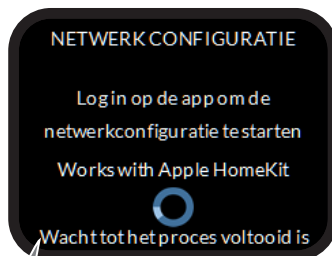 NETWERK CONFIGURATIE
Log in op de app om de
netwerkconfiguratie te starten
Works with Apple HomeKit
Wacht tot het proces voltooid is